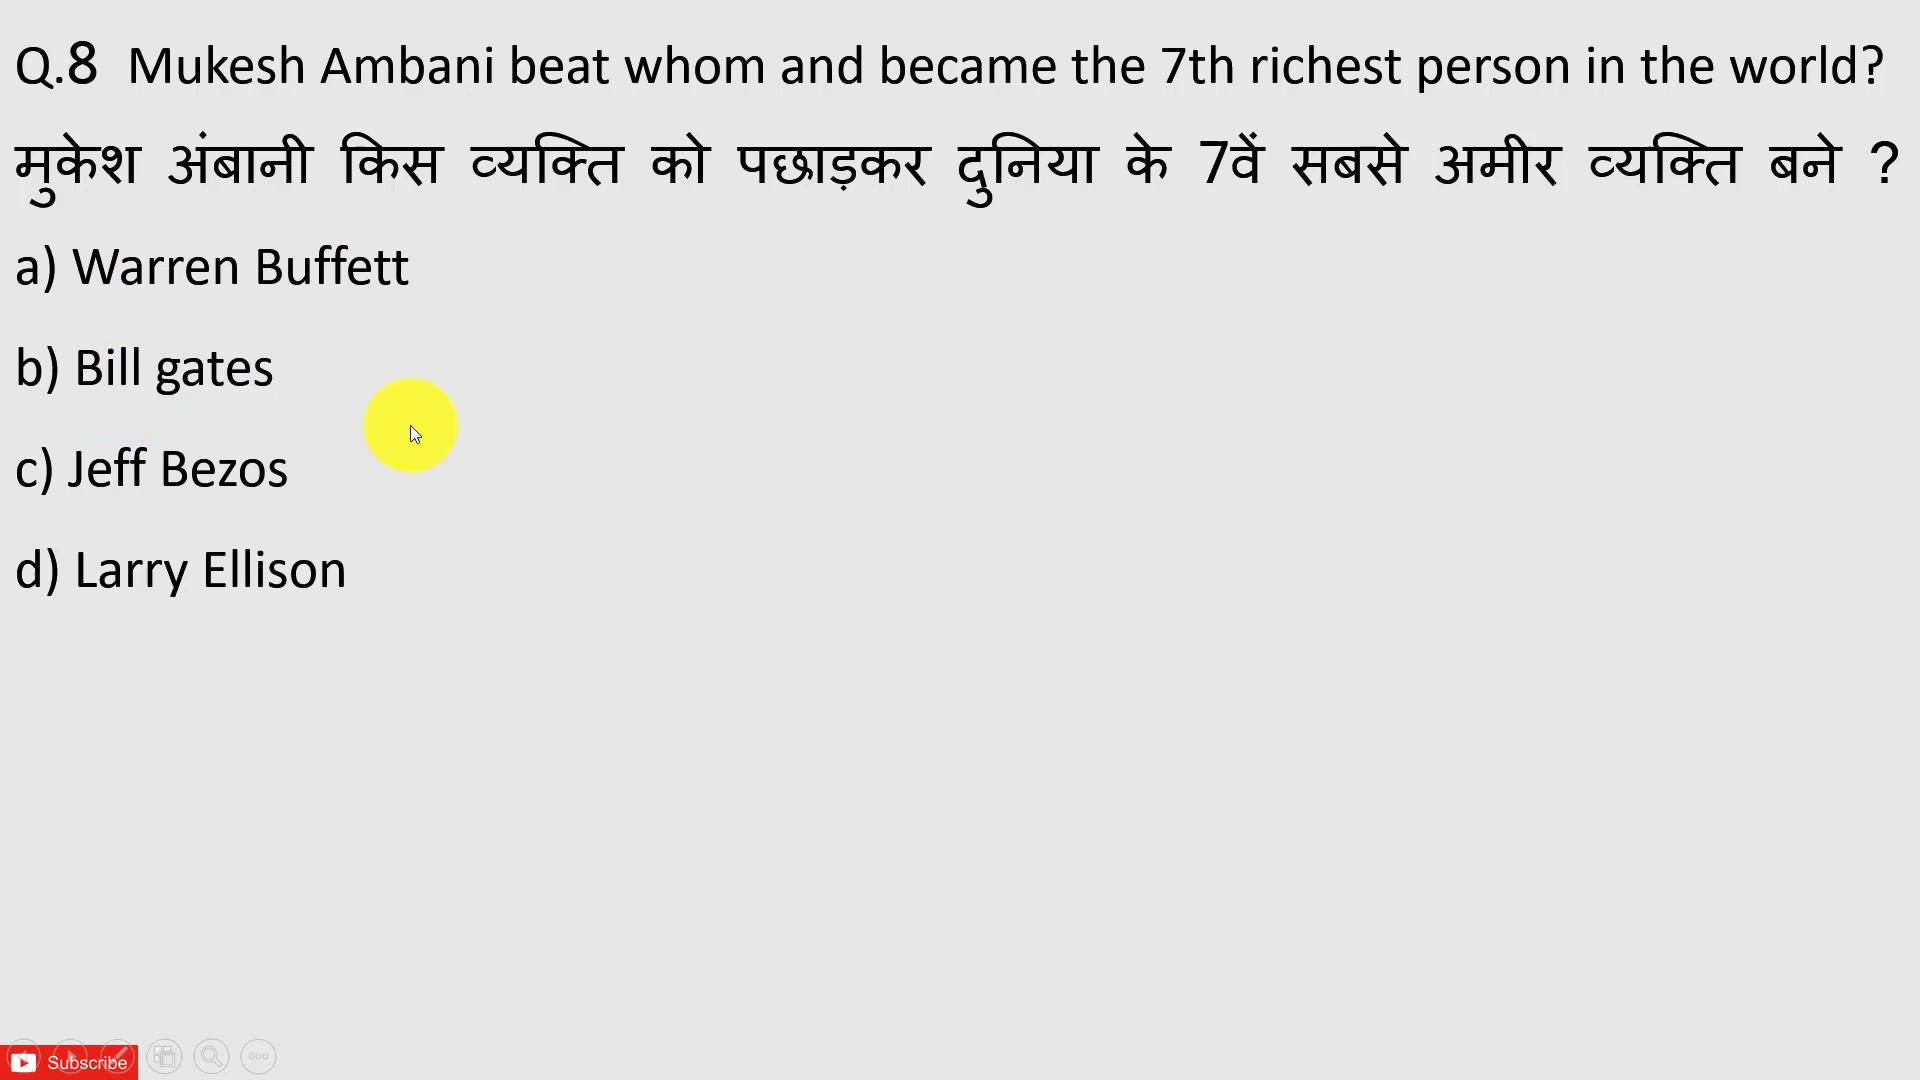 Q.8 Mukesh Ambani beat whom and became the 7th richest person in the world?
मुकेश अंबानी किस व्यक्ति को पछाड़कर दुनिया के 7वें सबसे अमीर व्यक्ति बने ?
a) Warren Buffett
b) Bill gates
c) Jeff Bezos
d) Larry Ellison
Subscribe